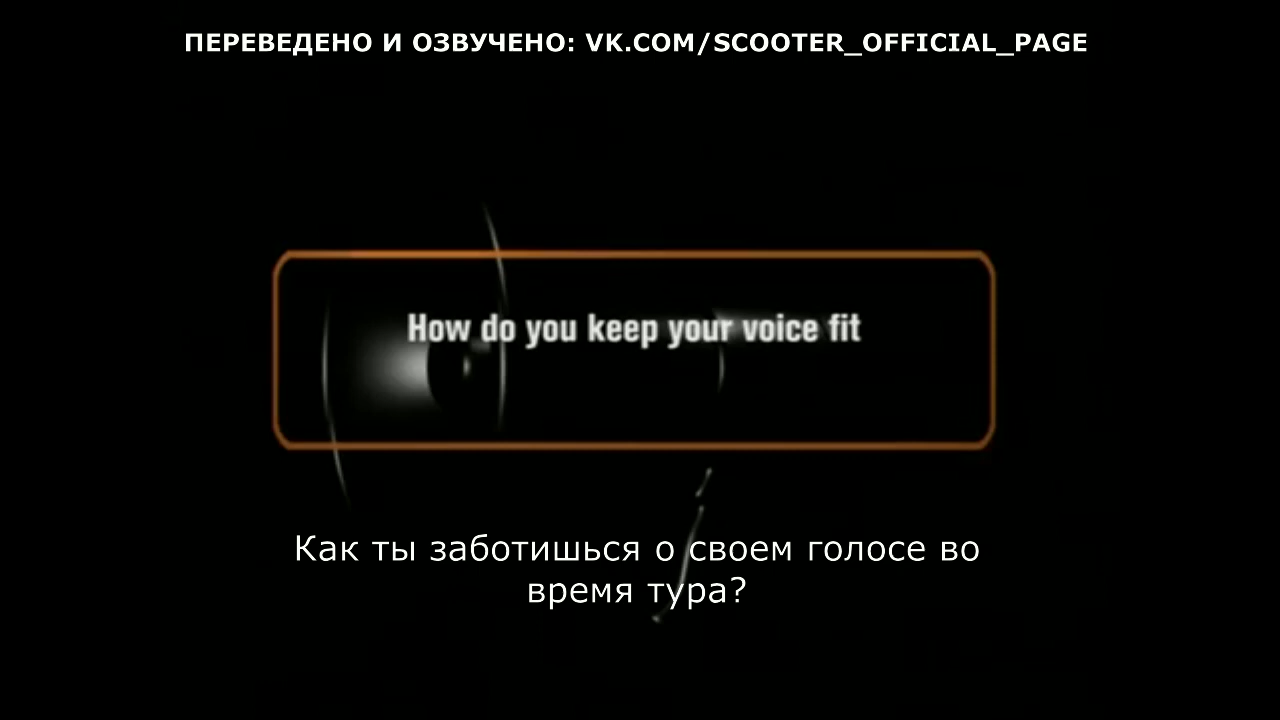 ПЕРЕВЕДЕНО И ОЗВУЧЕНО: VK.COM/SCOOTER_OFFICIAL_PAGE
How do you keep your voice fit
Как ты заботишься о своем голосе во
время тура?